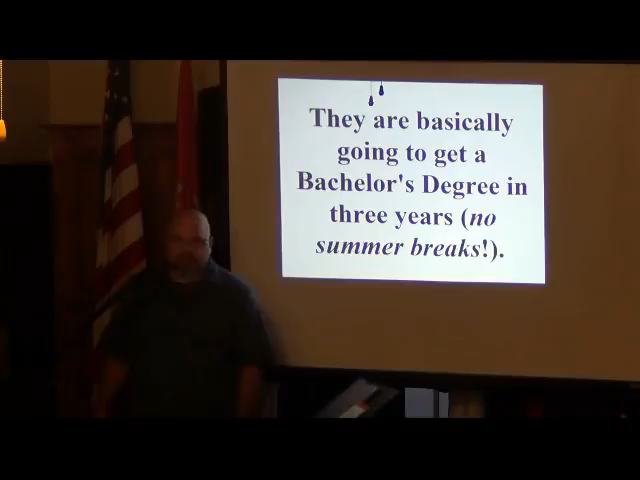 They are basically
going to get a
Bachelor's Degree in
three years (no
summer breaks!).